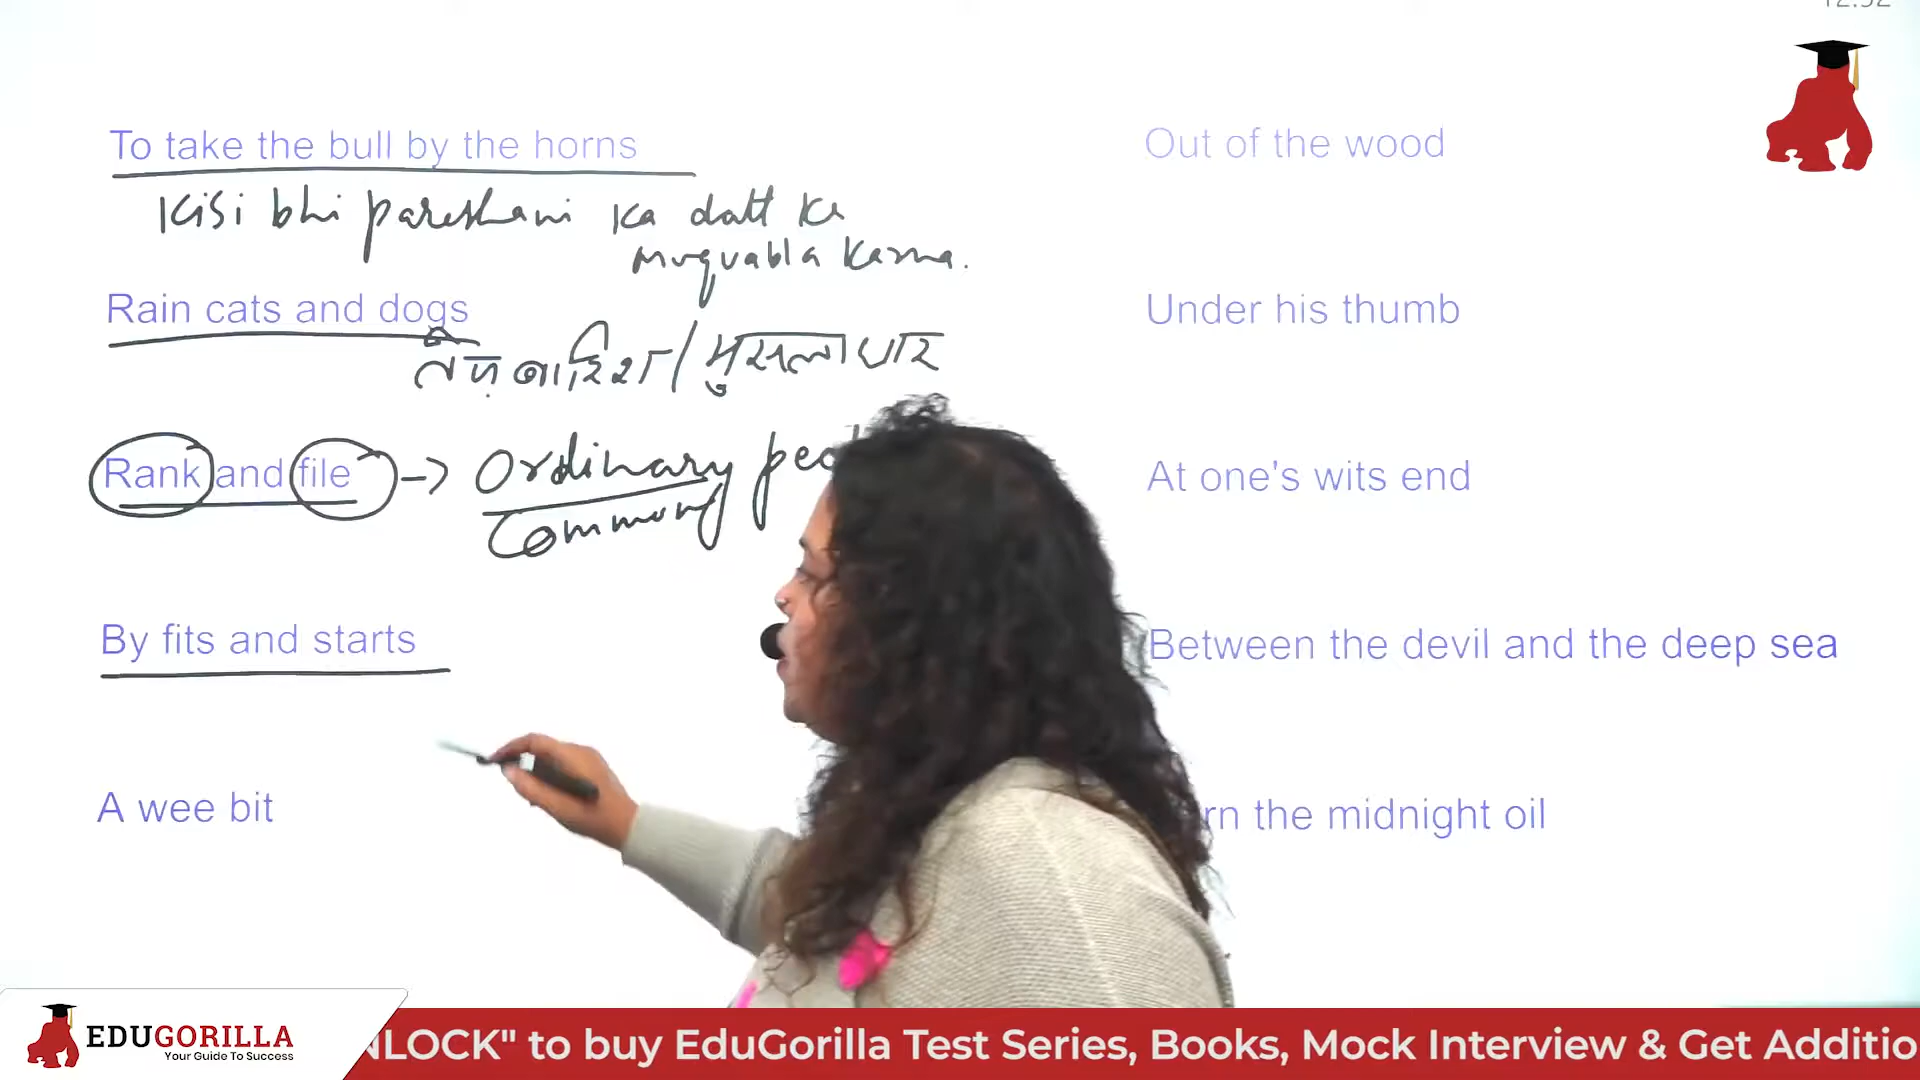 To take the bull by the horns
Kisi bhi pareshani ka datt ke
muquabla karna.
Rain cats and dogs
तेज़ बारिश / मूसलाधार
Rank and file → Ordinary
Common
By fits and starts
A wee bit
Out of the wood
Under his thumb
At one's wits end
Between the devil and the deep sea
the midnight oil
EDUGORILLA
Your Guide To Success
NLOCK" to buy EduGorilla Test Series, Books, Mock Interview & Get Additio